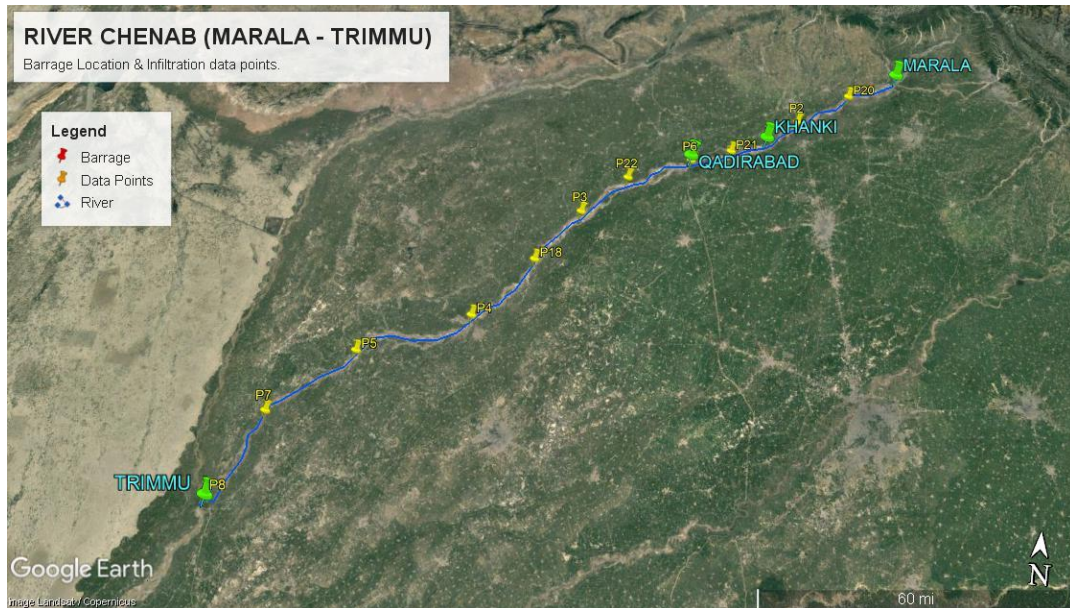 RIVER CHENAB (MARALA - TRIMMU)
Barrage Location & Infiltration data points.
Legend
Barrage
Data Points
River
MARALA
P20
P2
KHANKI
P21
P6
QADIRABAD
P22
P3
P18
P4
P5
P7
TRIMMU
P8
Google Earth
Image Landsat / Copernicus
60 mi
N